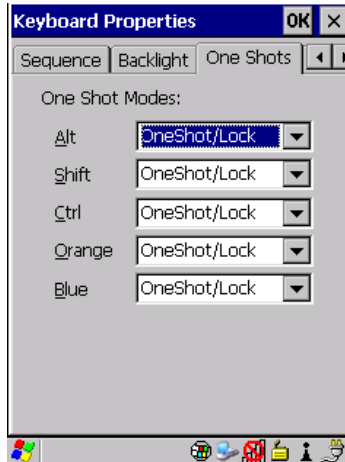 Keyboard Properties OK ×
Sequence Backlight One Shots
One Shot Modes:
Alt OneShot/Lock
Shift OneShot/Lock
Ctrl OneShot/Lock
Orange OneShot/Lock
Blue OneShot/Lock